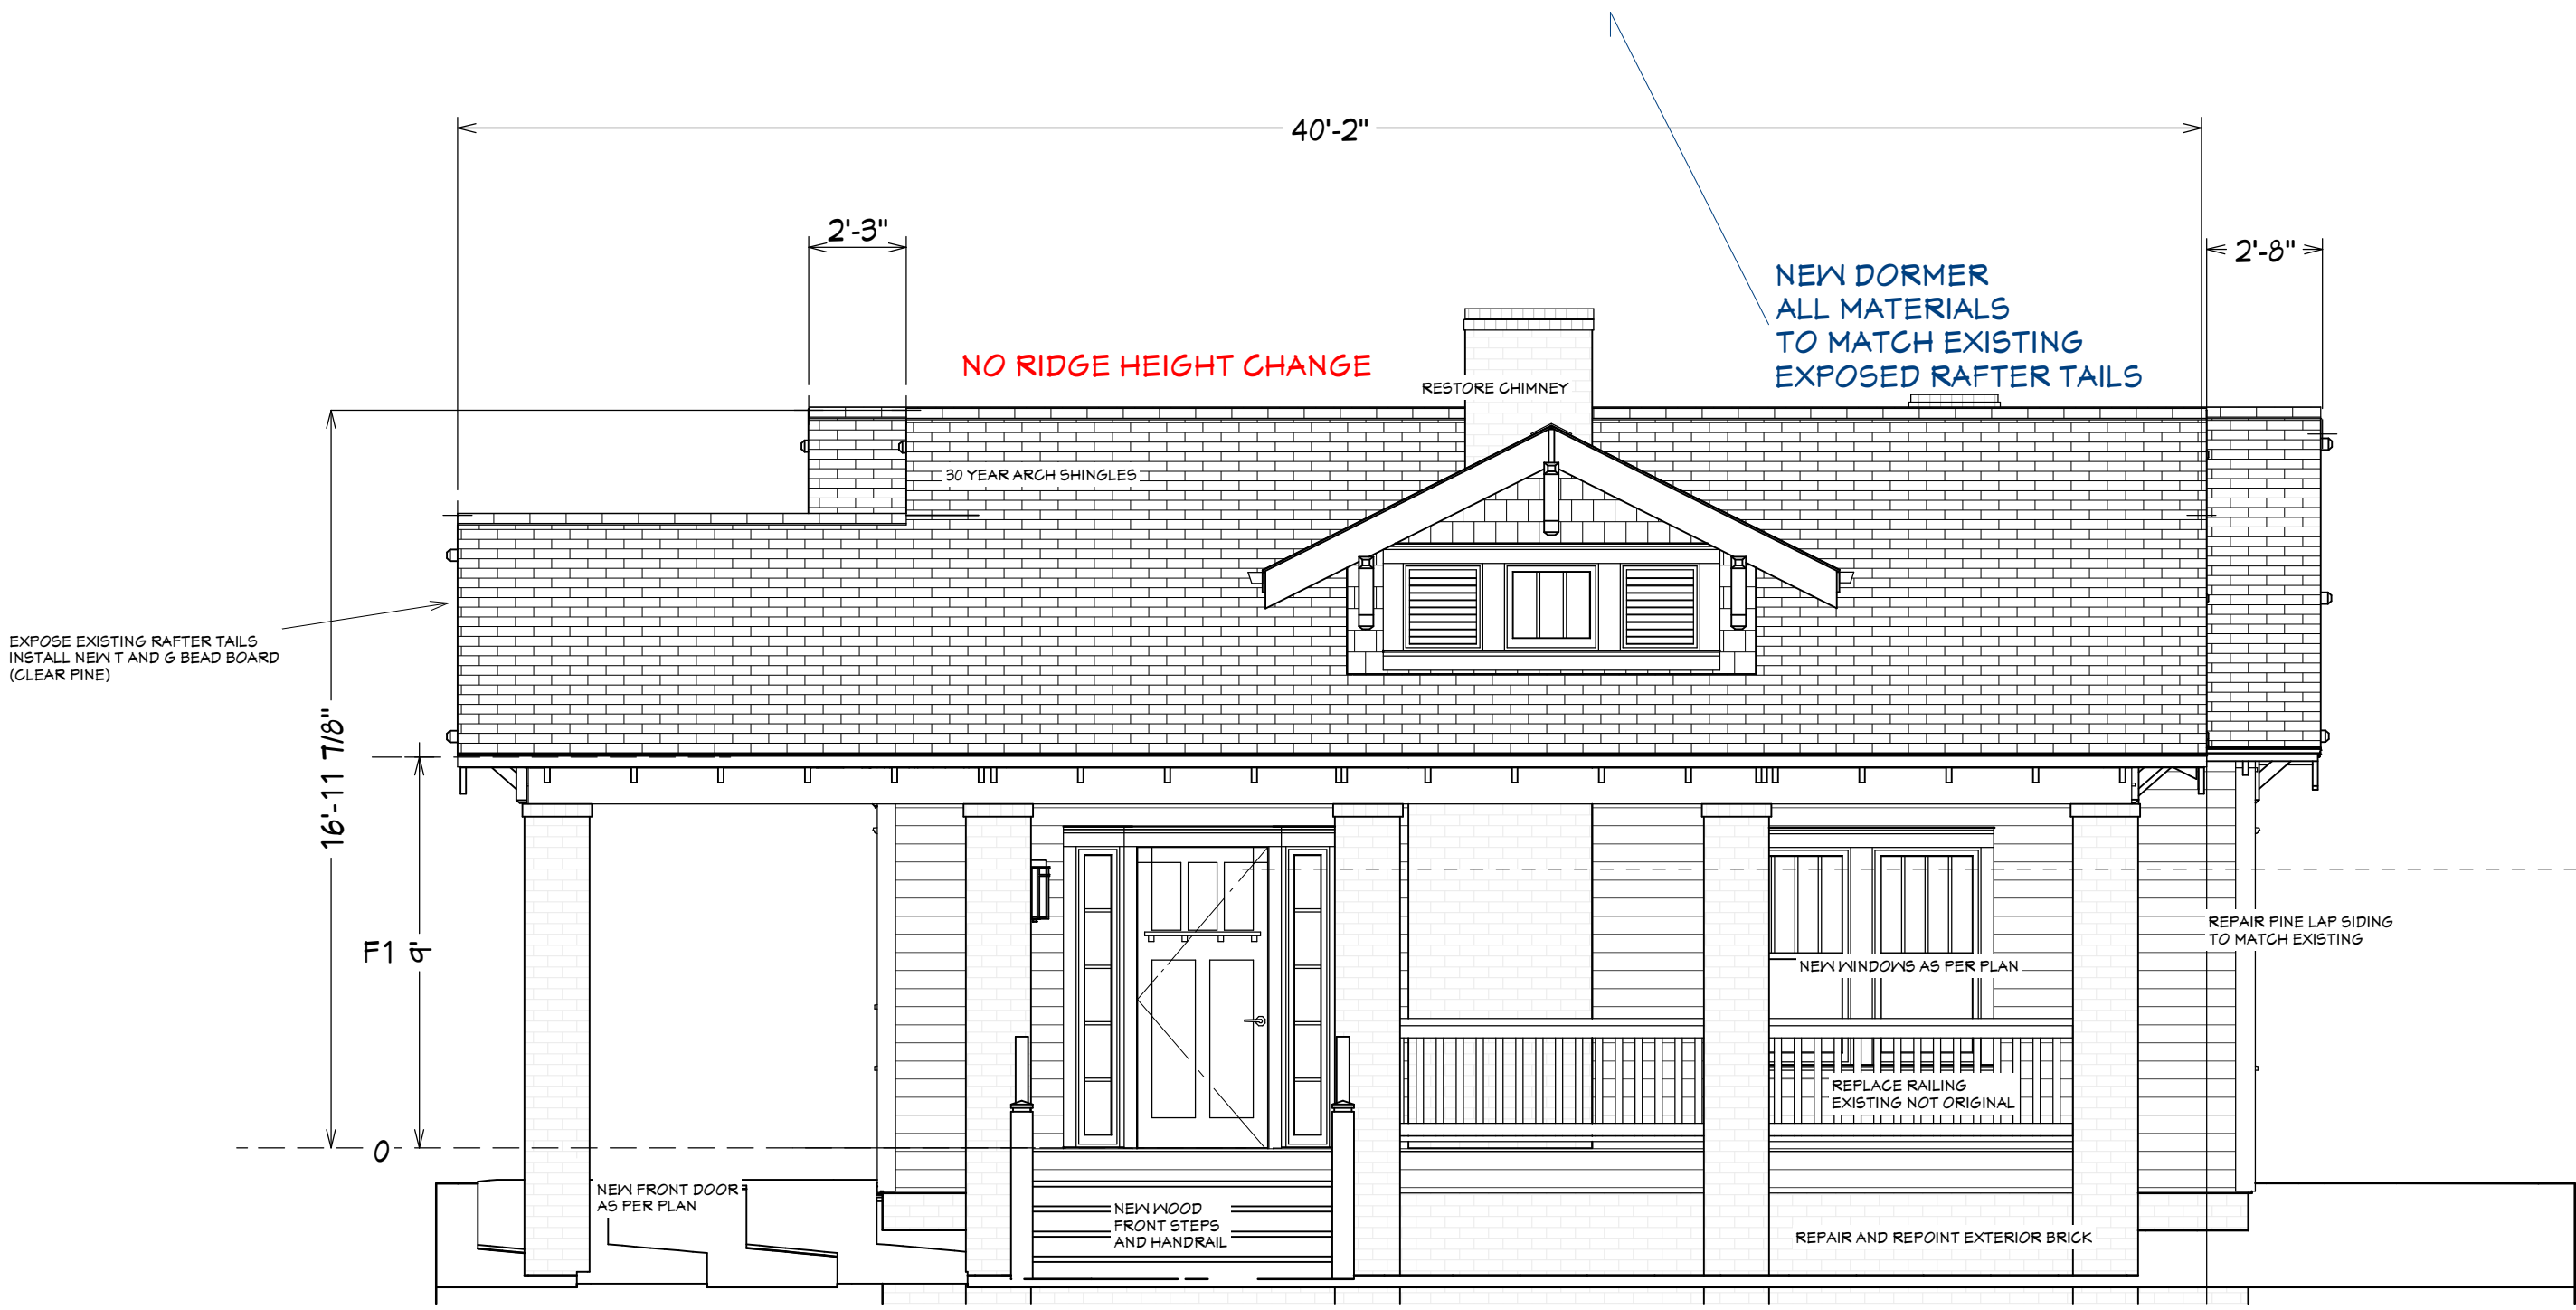 40'-2"
2'-3"
2'-8"
NEW DORMER
ALL MATERIALS
TO MATCH EXISTING
EXPOSED RAFTER TAILS
NO RIDGE HEIGHT CHANGE
RESTORE CHIMNEY
30 YEAR ARCH SHINGLES
EXPOSE EXISTING RAFTER TAILS
INSTALL NEW T AND G BEAD BOARD
(CLEAR PINE)
16'-11 7/8"
F1
9'
0
REPAIR PINE LAP SIDING
TO MATCH EXISTING
NEW WINDOWS AS PER PLAN
REPLACE RAILING
EXISTING NOT ORIGINAL
NEW FRONT DOOR
AS PER PLAN
NEW WOOD
FRONT STEPS
AND HANDRAIL
REPAIR AND REPOINT EXTERIOR BRICK